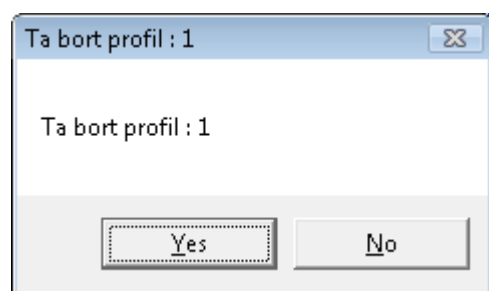 Ta bort profil : 1
Ta bort profil : 1
Yes
No